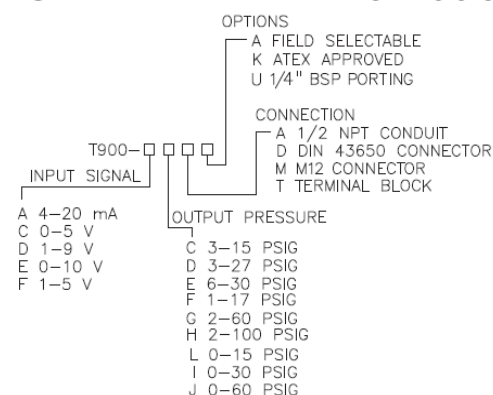 OPTIONS
A FIELD SELECTABLE
K ATEX APPROVED
U 1/4" BSP PORTING
CONNECTION
A 1/2 NPT CONDUIT
D DIN 43650 CONNECTOR
M M12 CONNECTOR
T TERMINAL BLOCK
T900-
INPUT SIGNAL
A 4-20 mA
C 0-5 V
D 1-9 V
E 0-10 V
F 1-5 V
OUTPUT PRESSURE
C 3-15 PSIG
D 3-27 PSIG
E 6-30 PSIG
F 1-17 PSIG
G 2-60 PSIG
H 2-100 PSIG
L 0-15 PSIG
I 0-30 PSIG
J 0-60 PSIG